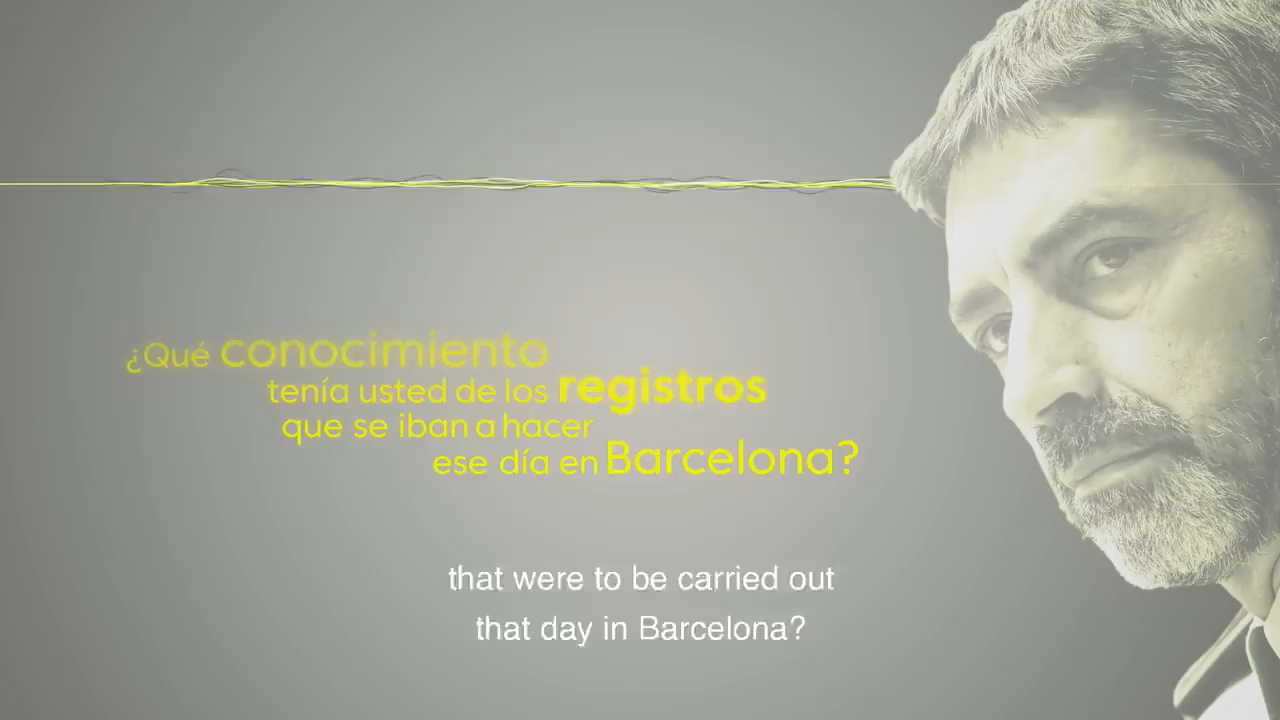 ¿Qué conocimiento
tenía usted de los registros
que se iban a hacer
ese día en Barcelona?
that were to be carried out
that day in Barcelona?